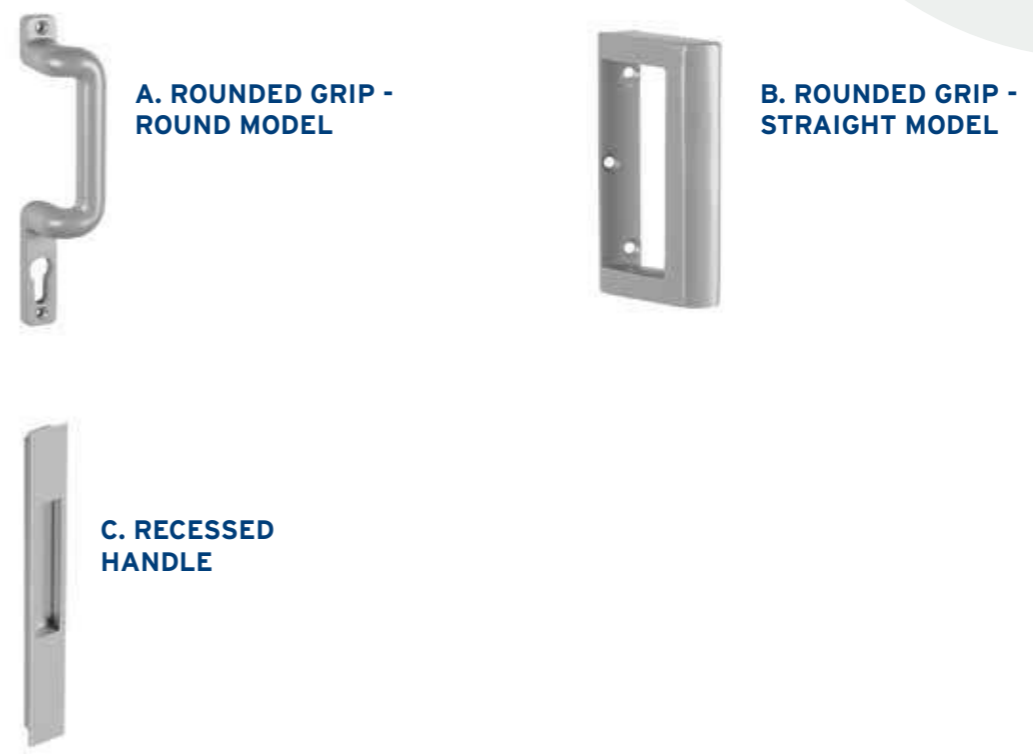 A. ROUNDED GRIP -
ROUND MODEL
B. ROUNDED GRIP -
STRAIGHT MODEL
C. RECESSED
HANDLE